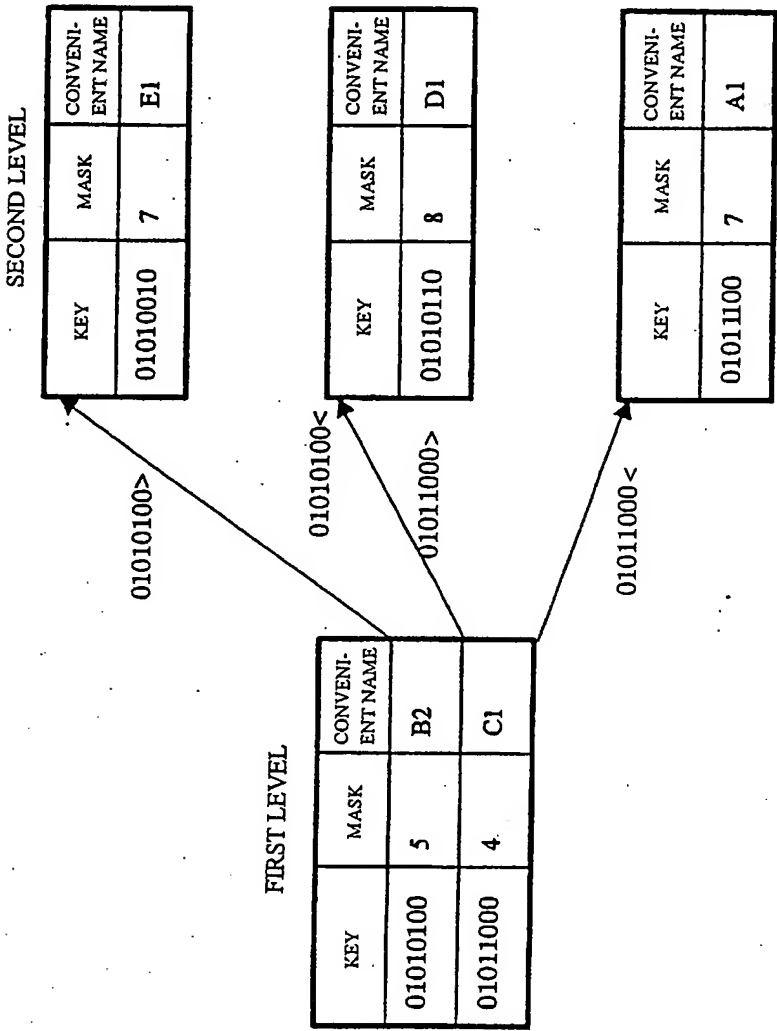 FIRST LEVEL
KEY MASK CONVENI-
ENT NAME
01010100 5 B2
01011000 4 C1
01010100>
01010100<
01011000>
01011000<
SECOND LEVEL
KEY MASK CONVENI-
ENT NAME
01010010 7 E1
KEY MASK CONVENI-
ENT NAME
01010110 8 D1
KEY MASK CONVENI-
ENT NAME
01011100 7 A1